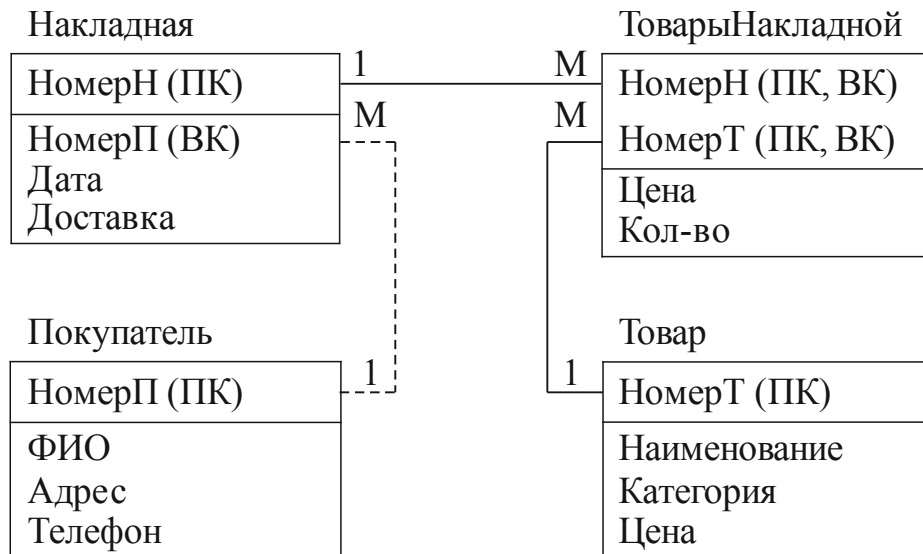 Накладная
НомерН (ПК)
НомерП (ВК)
Дата
Доставка
1
М
М
М
ТоварыНакладной
НомерН (ПК, ВК)
НомерТ (ПК, ВК)
Цена
Кол-во
Покупатель
НомерП (ПК)
ФИО
Адрес
Телефон
1
1
Товар
НомерТ (ПК)
Наименование
Категория
Цена